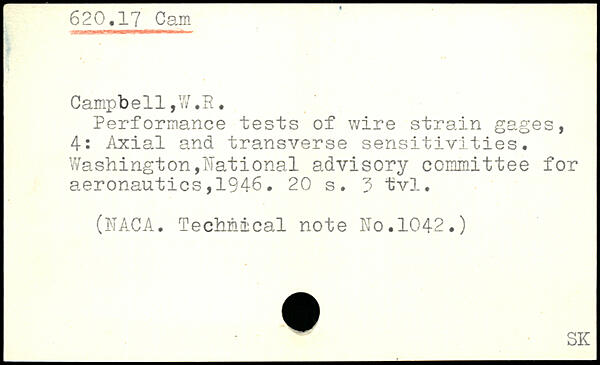 620.17 Cam
Campbell,W.R.
Performance tests of wire strain gages,
4: Axial and transverse sensitivities.
Washington,National advisory committee for
aeronautics,1946. 20 s. 3 tvl.
(NACA. Technical note No.1042.)
SK